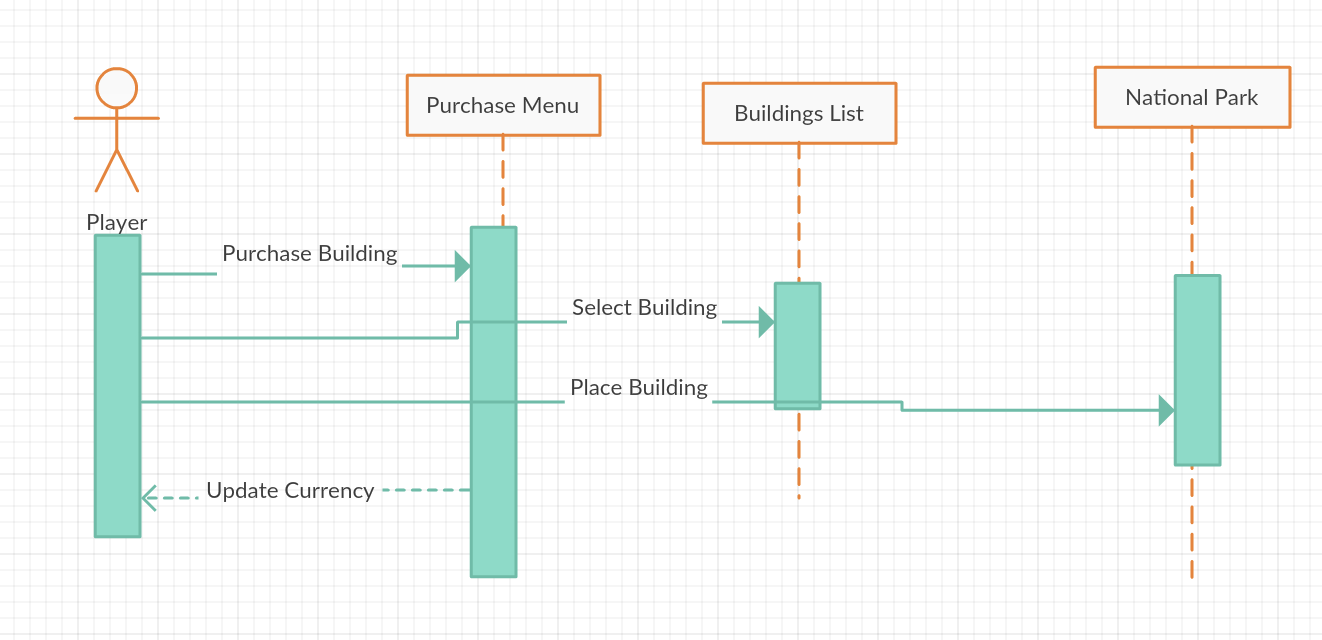 Purchase Menu
Buildings List
National Park
Player
Purchase Building
Select Building
Place Building
Update Currency